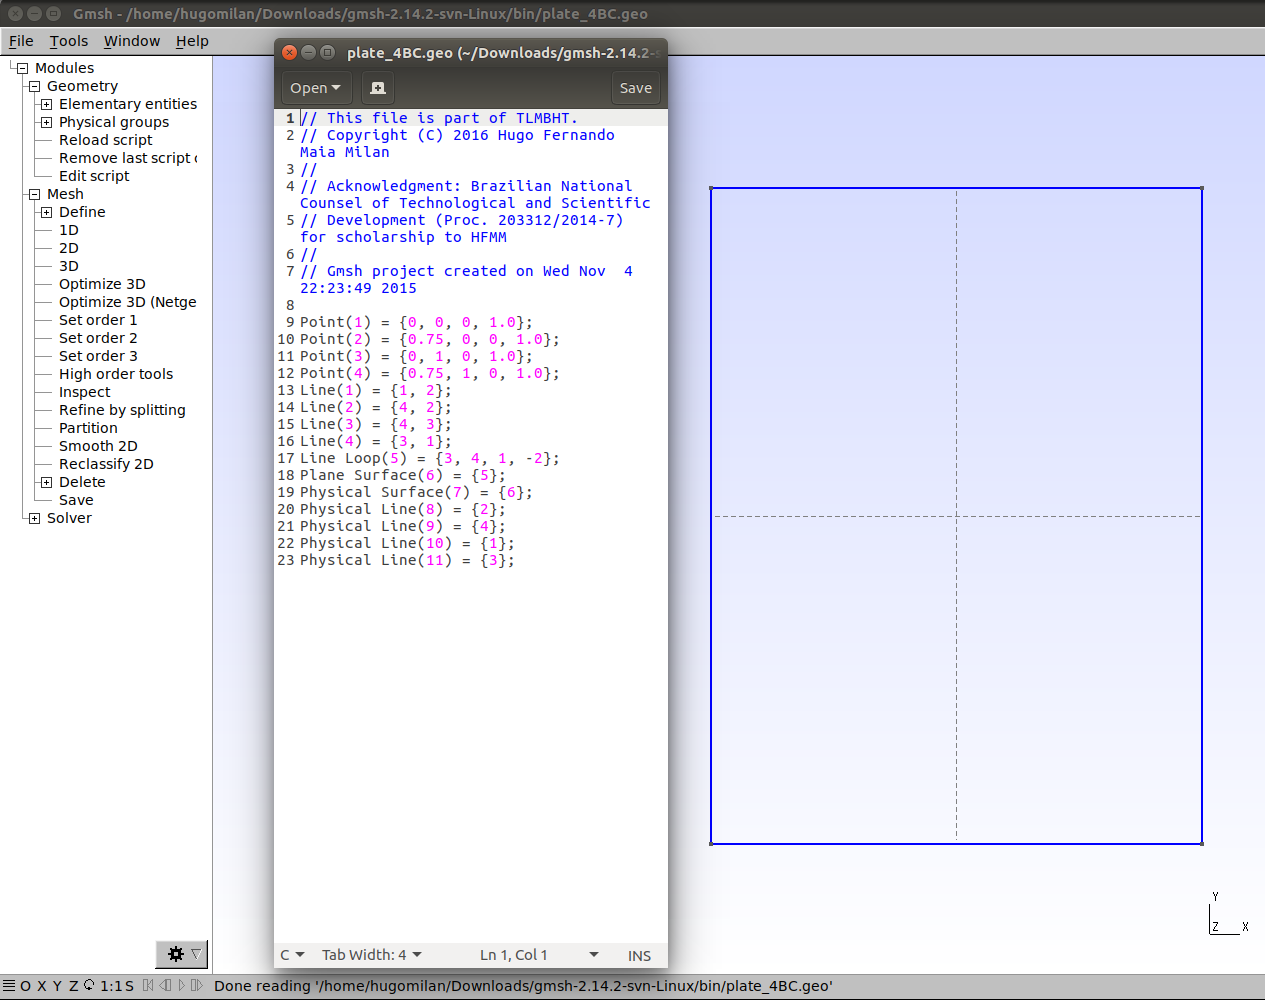 Gmsh - /home/hugomilan/Downloads/gmsh-2.14.2-svn-Linux/bin/plate_4BC.geo
File Tools Window Help
Modules
Geometry
Elementary entities
Physical groups
Reload script
Remove last script c
Edit script
Mesh
Define
1D
2D
3D
Optimize 3D
Optimize 3D (Netge
Set order 1
Set order 2
Set order 3
High order tools
Inspect
Refine by splitting
Partition
Smooth 2D
Reclassify 2D
Delete
Save
Solver
plate_4BC.geo (~/Downloads/gmsh-2.14.2-s
Open Save
1 // This file is part of TLMBHT.
2 // Copyright (C) 2016 Hugo Fernando
Maia Milan
3 //
4 // Acknowledgment: Brazilian National
Counsel of Technological and Scientific
5 // Development (Proc. 203312/2014-7)
for scholarship to HFMM
6 //
7 // Gmsh project created on Wed Nov  4
22:23:49 2015
8
9 Point(1) = {0, 0, 0, 1.0};
10 Point(2) = {0.75, 0, 0, 1.0};
11 Point(3) = {0, 1, 0, 1.0};
12 Point(4) = {0.75, 1, 0, 1.0};
13 Line(1) = {1, 2};
14 Line(2) = {4, 2};
15 Line(3) = {4, 3};
16 Line(4) = {3, 1};
17 Line Loop(5) = {3, 4, 1, -2};
18 Plane Surface(6) = {5};
19 Physical Surface(7) = {6};
20 Physical Line(8) = {2};
21 Physical Line(9) = {4};
22 Physical Line(10) = {1};
23 Physical Line(11) = {3};
C Tab Width: 4 Ln 1, Col 1 INS
Y
Z X
O X Y Z 1:1 S Done reading '/home/hugomilan/Downloads/gmsh-2.14.2-svn-Linux/bin/plate_4BC.geo'